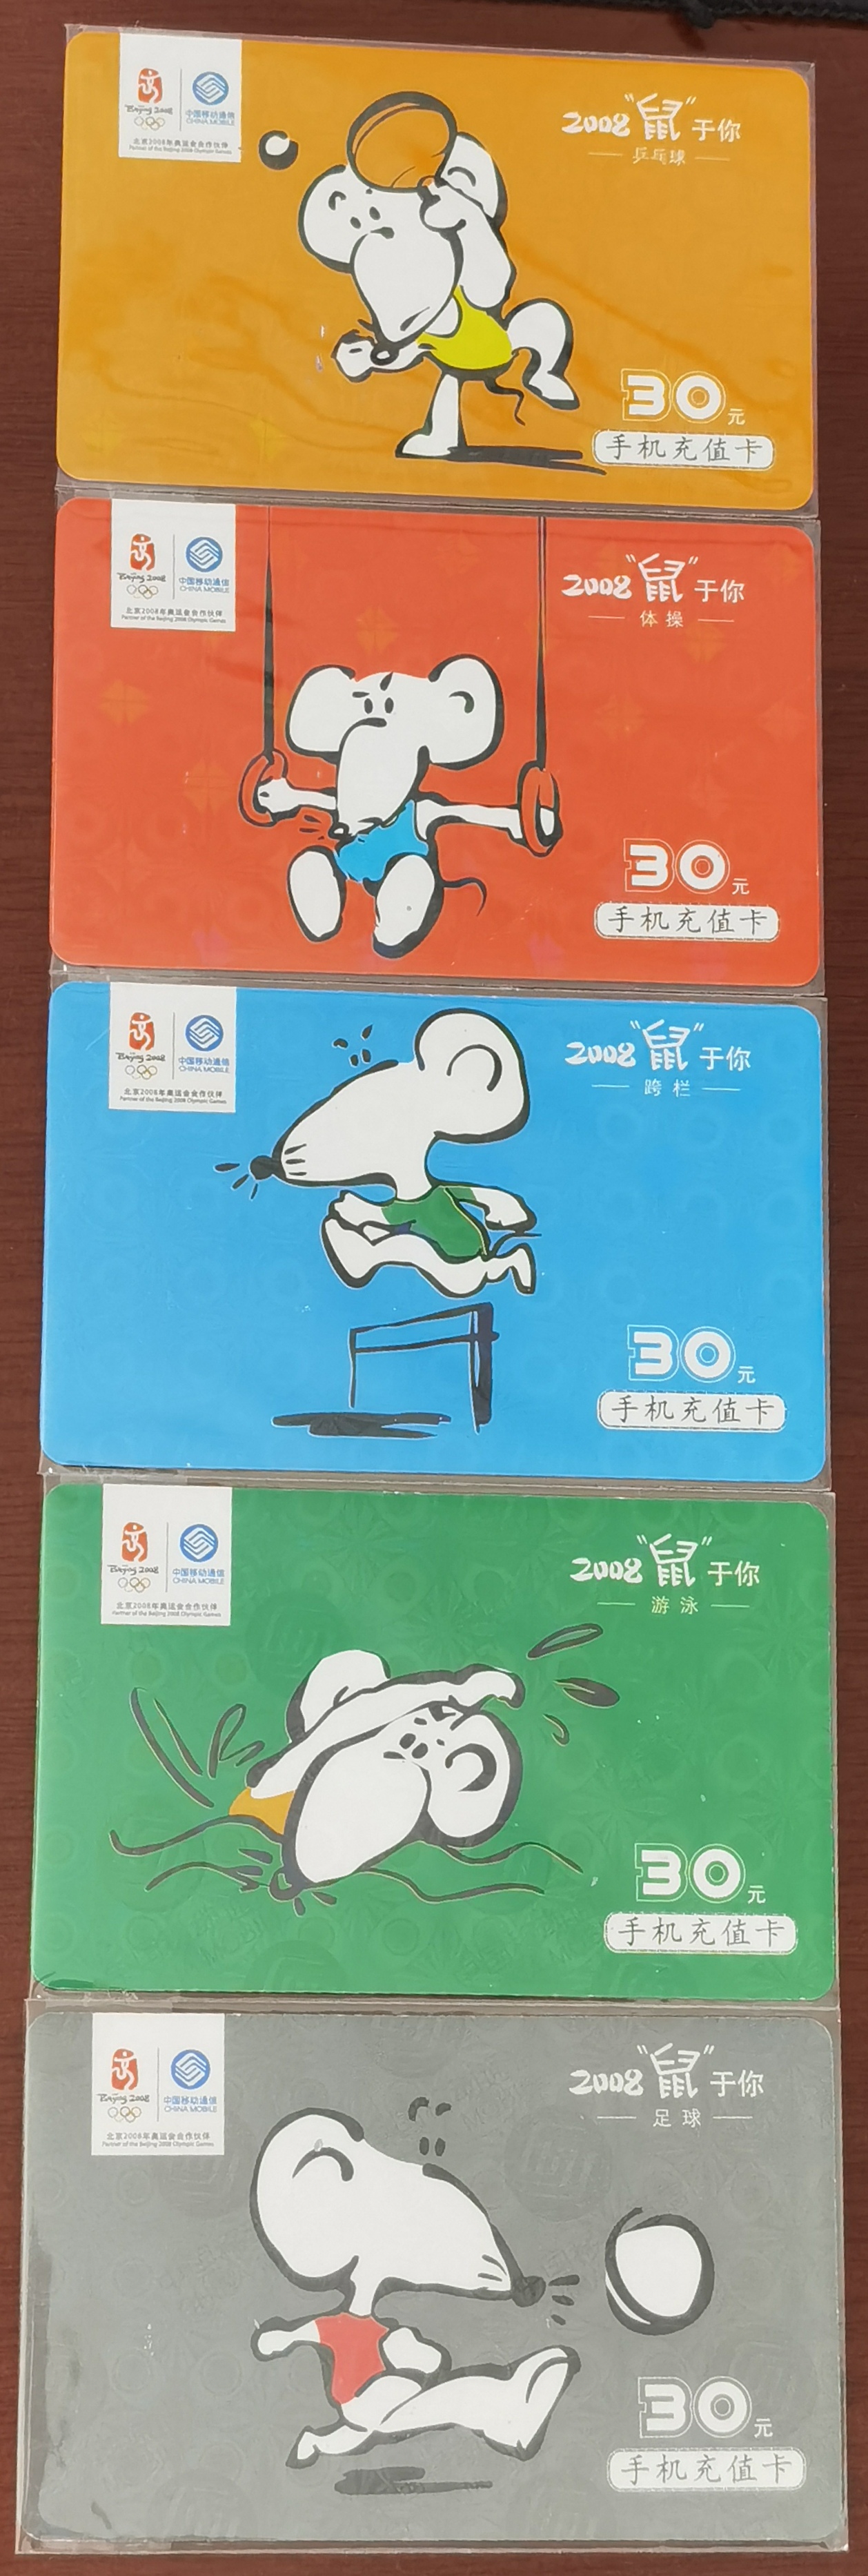 Beijing 2008
中国移动通信
CHINA MOBILE
北京2008年奥运会合作伙伴
Partner of the Beijing 2008 Olympic Games
2008“鼠”于你
乒乓球
30元
手机充值卡
Beijing 2008
中国移动通信
CHINA MOBILE
北京2008年奥运会合作伙伴
Partner of the Beijing 2008 Olympic Games
2008“鼠”于你
体操
30元
手机充值卡
Beijing 2008
中国移动通信
CHINA MOBILE
北京2008年奥运会合作伙伴
Partner of the Beijing 2008 Olympic Games
2008“鼠”于你
跨栏
30元
手机充值卡
Beijing 2008
中国移动通信
CHINA MOBILE
北京2008年奥运会合作伙伴
Partner of the Beijing 2008 Olympic Games
2008“鼠”于你
游泳
30元
手机充值卡
Beijing 2008
中国移动通信
CHINA MOBILE
北京2008年奥运会合作伙伴
Partner of the Beijing 2008 Olympic Games
2008“鼠”于你
足球
30元
手机充值卡